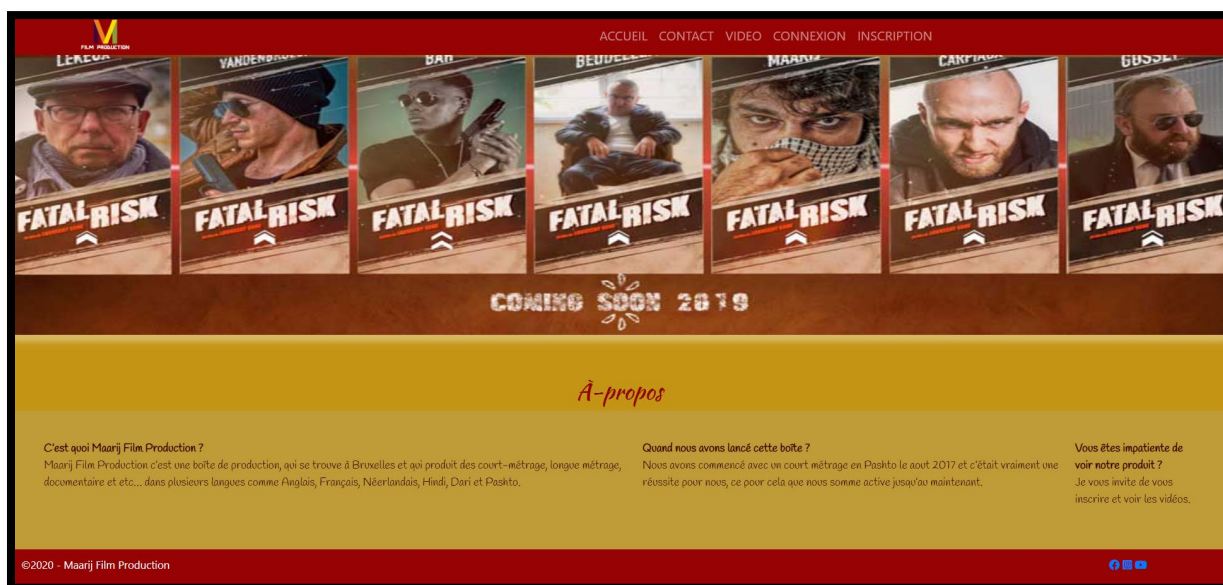 FILM PRODUCTION
ACCUEIL CONTACT VIDEO CONNEXION INSCRIPTION
BAH
FATAL RISK
FATAL RISK
FATAL RISK
FATAL RISK
FATAL RISK
FATAL RISK
FATAL RISK
COMING SOON 2019
À-propos
C'est quoi Maarij Film Production ?
Maarij Film Production c'est une boîte de production, qui se trouve à Bruxelles et qui produit des court-métrage, longue métrage,
documentaire et etc... dans plusieurs langues comme Anglais, Français, Néerlandais, Hindi, Dari et Pashto.
Quand nous avons lancé cette boîte ?
Nous avons commencé avec un court métrage en Pashto le aout 2017 et c'était vraiment une
réussite pour nous, ce pour cela que nous somme active jusqu'au maintenant.
Vous êtes impatiente de
voir notre produit ?
Je vous invite de vous
inscrire et voir les vidéos.
©2020 - Maarij Film Production